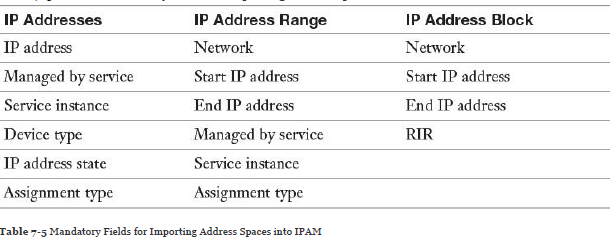 IP Addresses IP Address Range IP Address Block
IP address Network Network
Managed by service Start IP address Start IP address
Service instance End IP address End IP address
Device type Managed by service RIR
IP address state Service instance
Assignment type Assignment type
Table 7-5 Mandatory Fields for Importing Address Spaces into IPAM